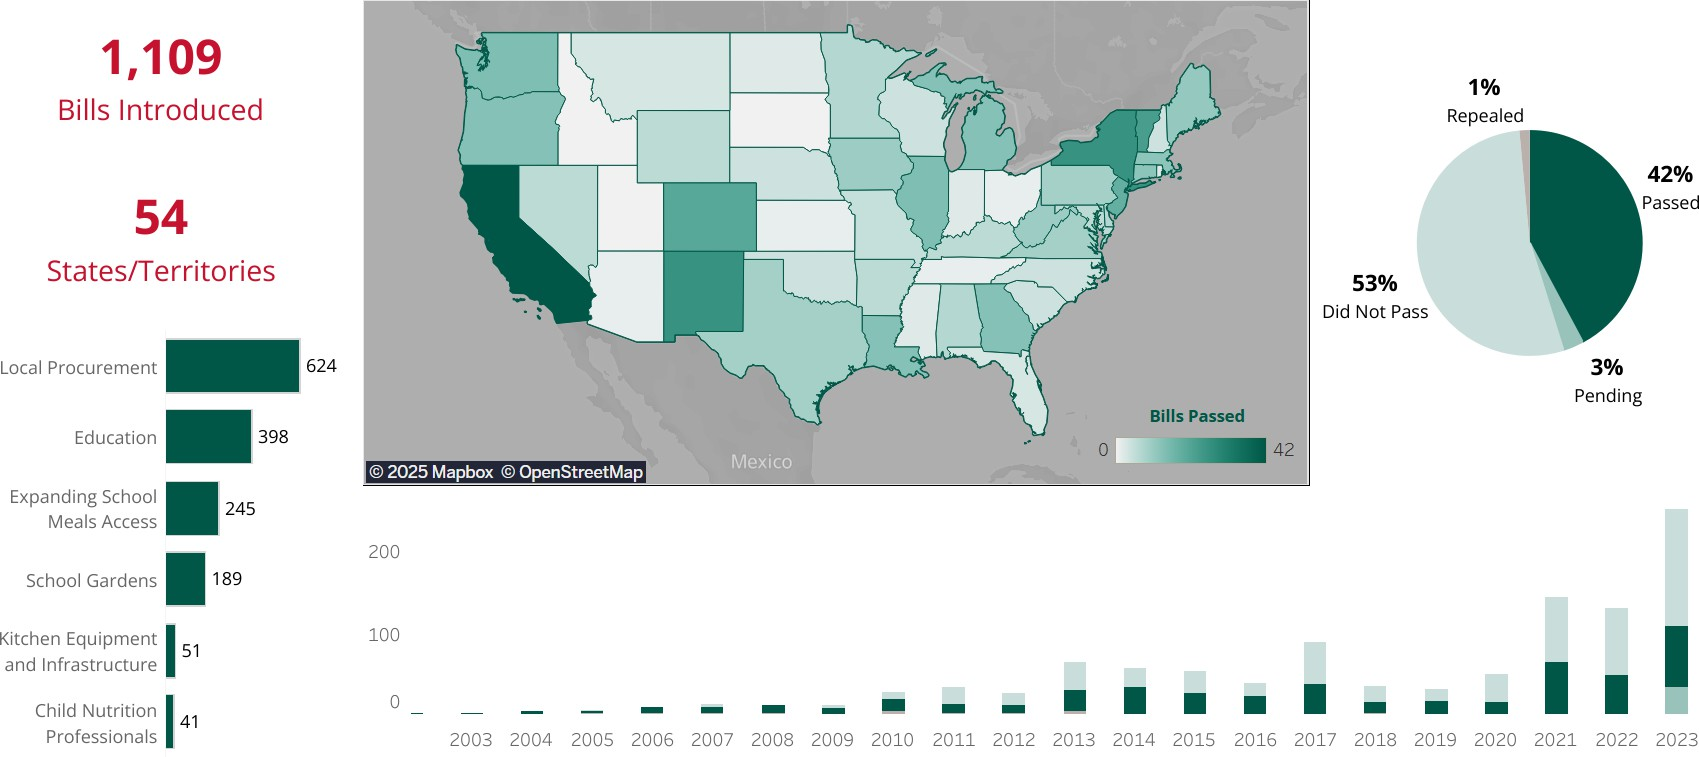 1,109
Bills Introduced
54
States/Territories
Local Procurement
624
Education
398
Expanding School
Meals Access
245
School Gardens
189
Kitchen Equipment
and Infrastructure
51
Child Nutrition
Professionals
41
Mexico
Bills Passed
0
42
© 2025 Mapbox © OpenStreetMap
1%
Repealed
42%
Passed
53%
Did Not Pass
3%
Pending
200
100
0
2003 2004 2005 2006 2007 2008 2009 2010 2011 2012 2013 2014 2015 2016 2017 2018 2019 2020 2021 2022 2023